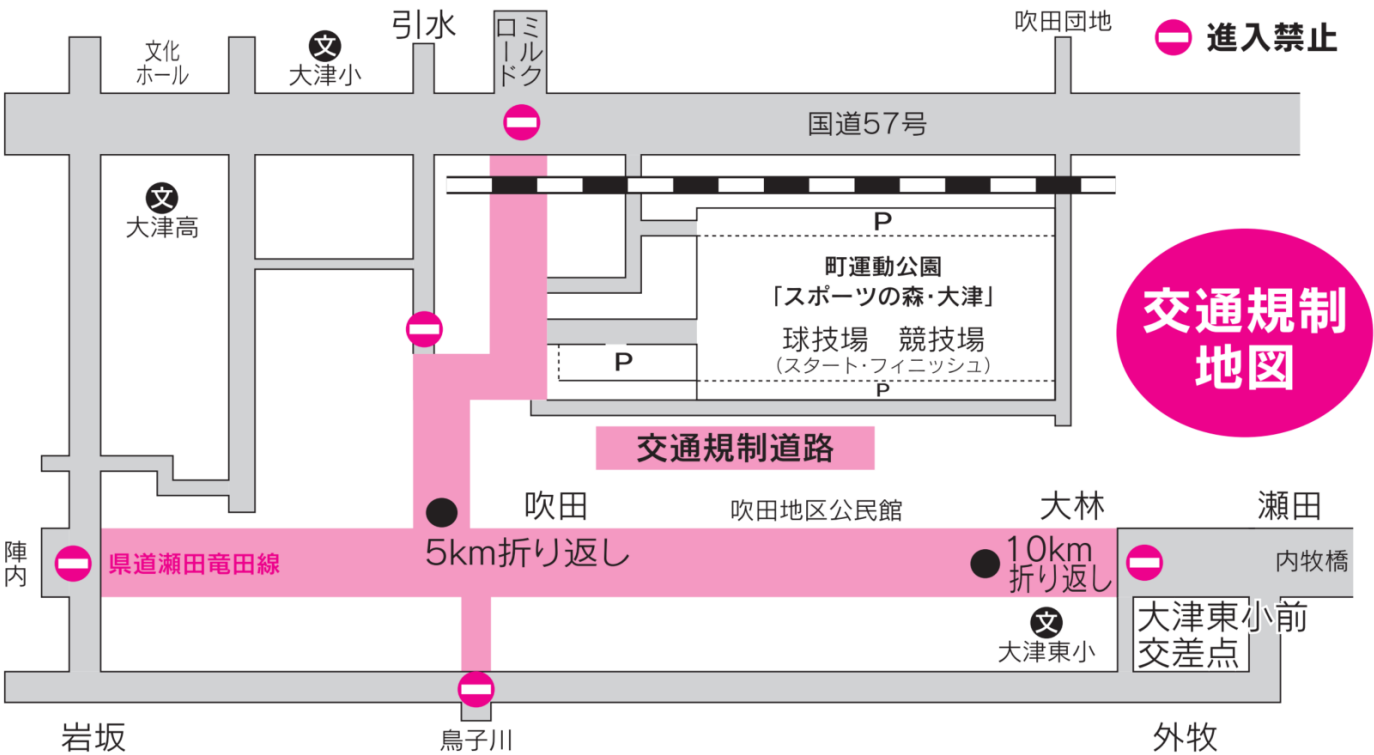 文化
ホール
文
大津小
引水
ミルク
ロード
吹田団地
進入禁止
国道57号
文
大津高
P
町運動公園
「スポーツの森・大津」
球技場 競技場
(スタート・フィニッシュ)
P
P
交通規制
地図
交通規制道路
吹田
吹田地区公民館
大林
瀬田
陣内
県道瀬田竜田線
5km折り返し
10km
折り返し
内牧橋
文
大津東小
大津東小前
交差点
岩坂
鳥子川
外牧